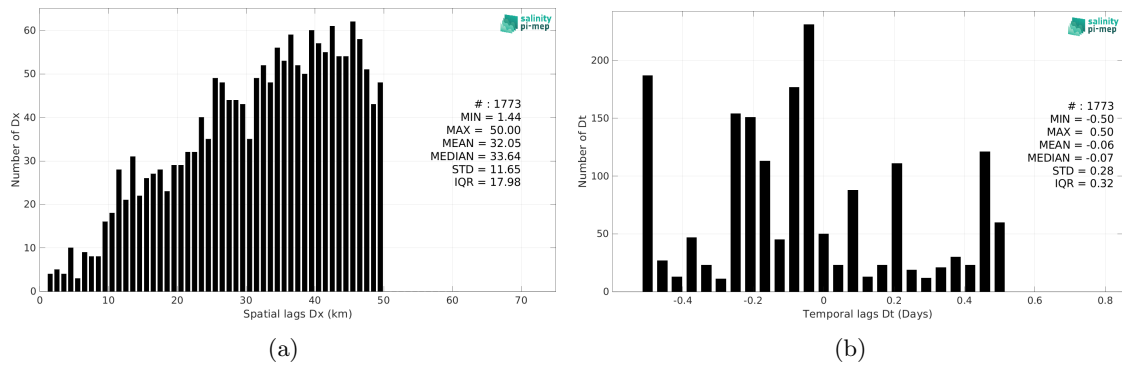 salinity
pi-mep
60
50
40
30
20
10
0
Number of Dx
# : 1773
MIN = 1.44
MAX = 50.00
MEAN = 32.05
MEDIAN = 33.64
STD = 11.65
IQR = 17.98
0 10 20 30 40 50 60 70
Spatial lags Dx (km)
(a)
salinity
pi-mep
200
150
100
50
0
Number of Dt
# : 1773
MIN = -0.50
MAX = 0.50
MEAN = -0.06
MEDIAN = -0.07
STD = 0.28
IQR = 0.32
-0.4 -0.2 0 0.2 0.4 0.6 0.8
Temporal lags Dt (Days)
(b)